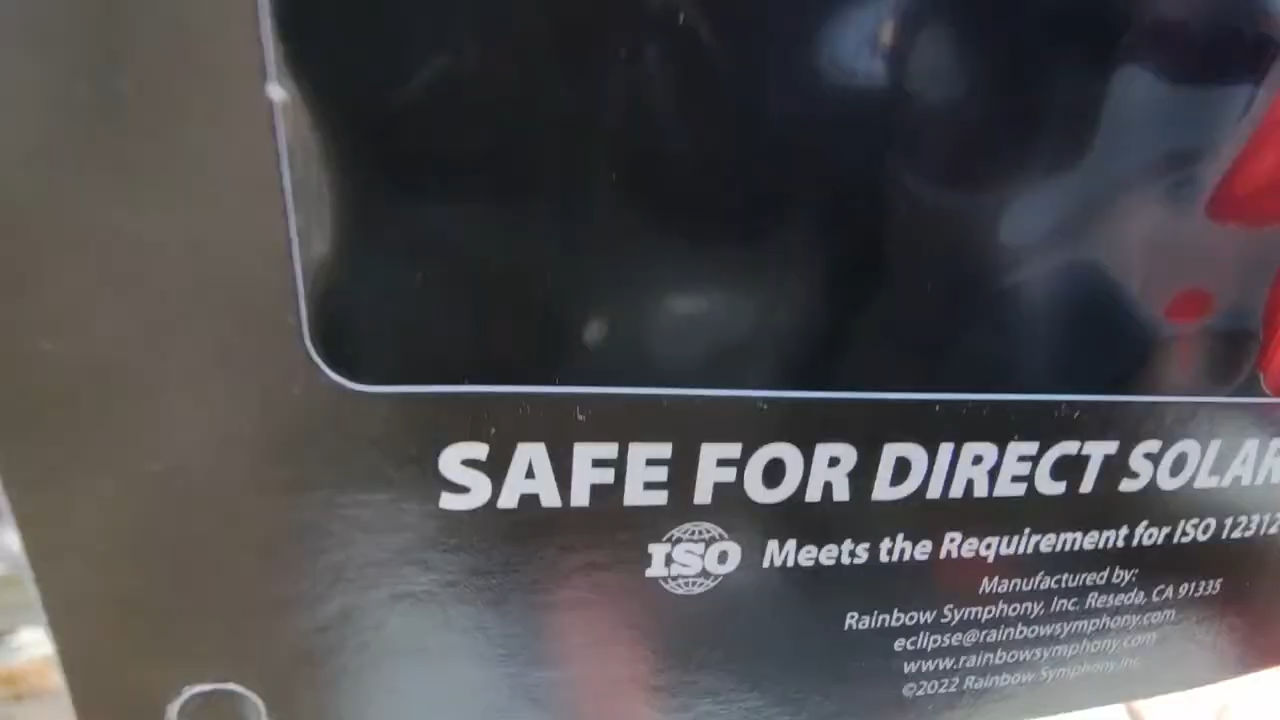 SAFE FOR DIRECT SOLAR
ISO Meets the Requirement for ISO 12312
Manufactured by:
Rainbow Symphony, Inc. Reseda, CA 91335
eclipse@rainbowsymphony.com
www.rainbowsymphony.com
©2022 Rainbow Symphony Inc.